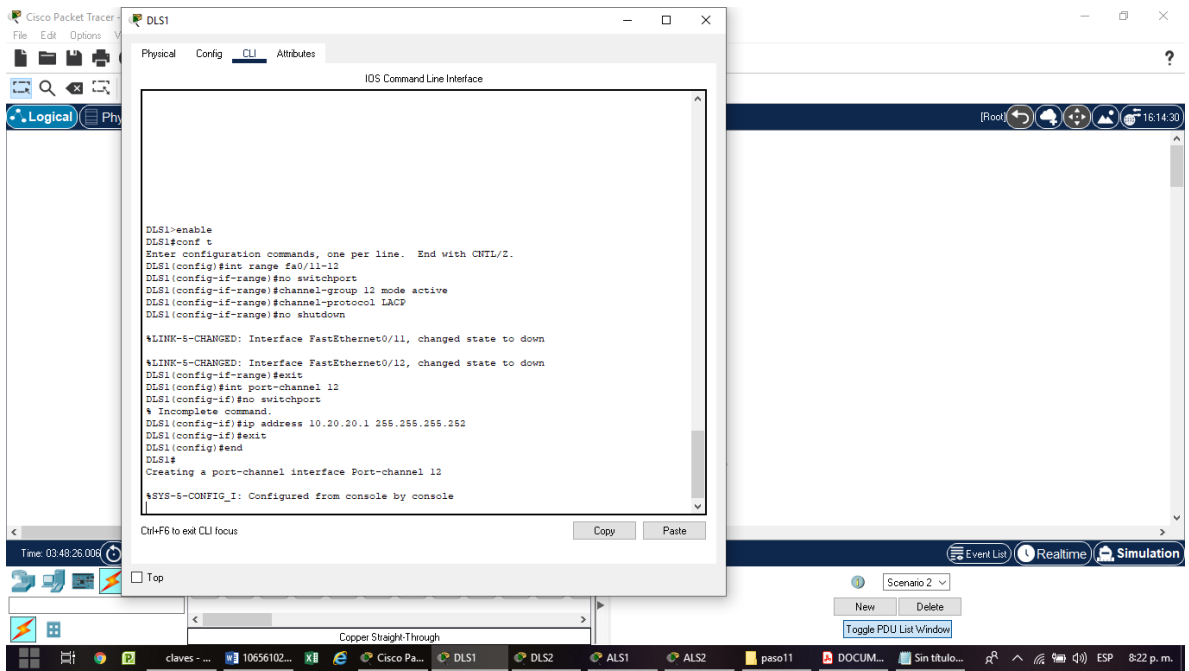 Cisco Packet Tracer -
DLS1
File Edit Options V
Physical Config CLI Attributes
?
IOS Command Line Interface
Logical
Phy
[Root]
16:14:30
DLS1>enable
DLS1#conf t
Enter configuration commands, one per line. End with CNTL/Z.
DLS1(config)#int range fa0/11-12
DLS1(config-if-range)#no switchport
DLS1(config-if-range)#channel-group 12 mode active
DLS1(config-if-range)#channel-protocol LACP
DLS1(config-if-range)#no shutdown
%LINK-5-CHANGED: Interface FastEthernet0/11, changed state to down
%LINK-5-CHANGED: Interface FastEthernet0/12, changed state to down
DLS1(config-if-range)#exit
DLS1(config)#int port-channel 12
DLS1(config-if)#no switchport
% Incomplete command.
DLS1(config-if)#ip address 10.20.20.1 255.255.255.252
DLS1(config-if)#exit
DLS1(config)#end
DLS1#
Creating a port-channel interface Port-channel 12
%SYS-5-CONFIG_I: Configured from console by console
Ctrl+F6 to exit CLI focus
Copy
Paste
Time: 03:48:26.006
Event List
Realtime
Simulation
Top
Scenario 2
New
Delete
Toggle PDU List Window
Copper Straight-Through
claves - ... 10656102... Cisco Pa... DLS1 DLS2 ALS1 ALS2 paso11 DOCUM... Sin título... ESP 8:22 p. m.